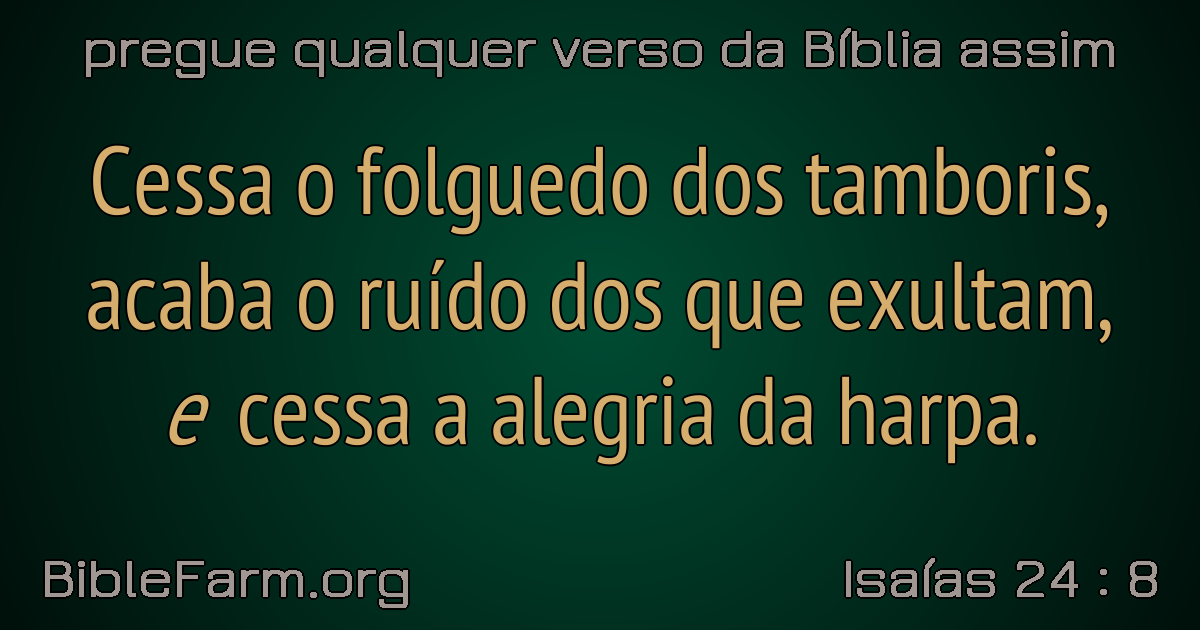 pregue qualquer verso da Bíblia assim
Cessa o folguedo dos tamboris,
acaba o ruído dos que exultam,
e cessa a alegria da harpa.
BibleFarm.org
Isaías 24 : 8